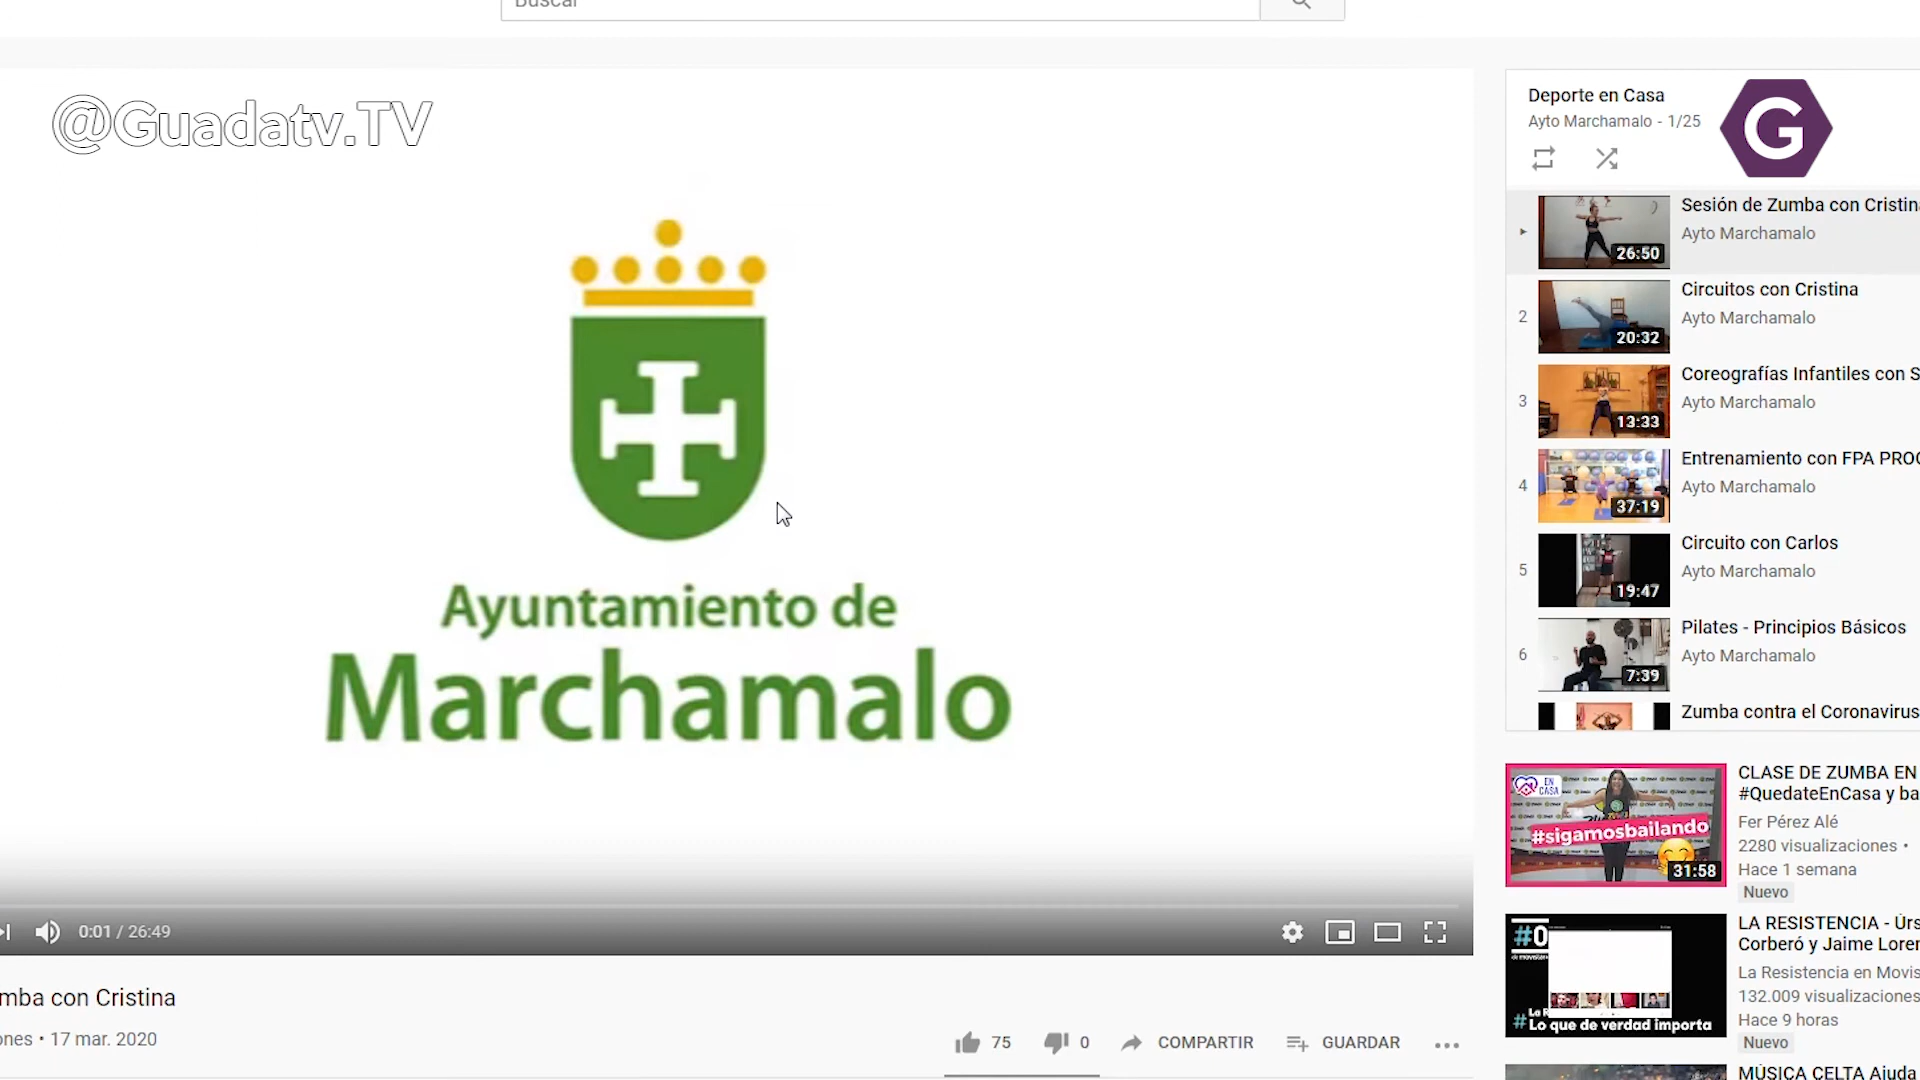 Buscar
@Guadatv.TV
Ayuntamiento de
Marchamalo
0:01 / 26:49
mba con Cristina
ones • 17 mar. 2020
75
0
COMPARTIR
GUARDAR
Deporte en Casa
Ayto Marchamalo - 1/25
G
Sesión de Zumba con Cristina
Ayto Marchamalo
26:50
2
Circuitos con Cristina
Ayto Marchamalo
20:32
3
Coreografías Infantiles con S
Ayto Marchamalo
13:33
4
Entrenamiento con FPA PRO
Ayto Marchamalo
37:19
5
Circuito con Carlos
Ayto Marchamalo
19:47
6
Pilates - Principios Básicos
Ayto Marchamalo
7:39
Zumba contra el Coronavirus
EN
CASA
#sigamosbailando
31:58
CLASE DE ZUMBA EN
#QuedateEnCasa y ba
Fer Pérez Alé
2280 visualizaciones •
Hace 1 semana
Nuevo
#0
Lo que de verdad importa
LA RESISTENCIA - Úrs
Corberó y Jaime Loren
La Resistencia en Movis
132.009 visualizaciones
Hace 9 horas
Nuevo
MÚSICA CELTA Ayuda